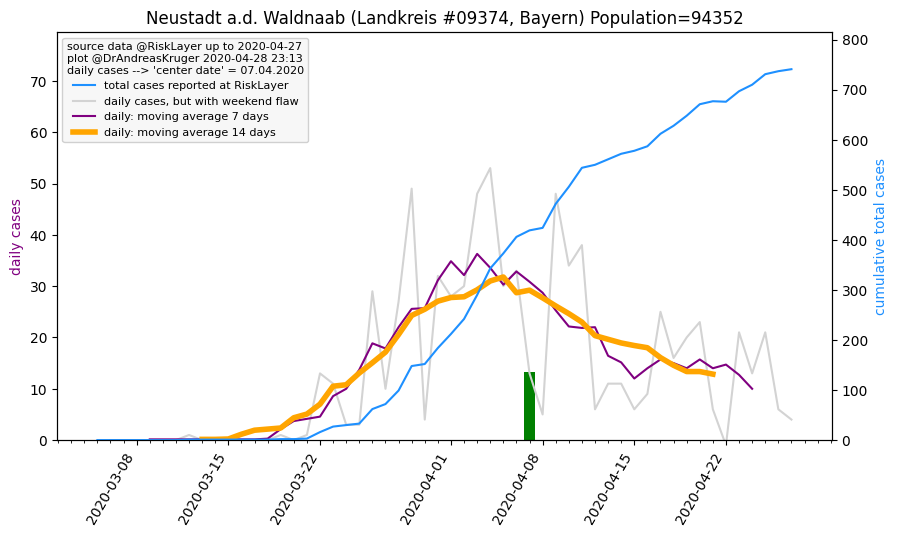 Neustadt a.d. Waldnaab (Landkreis #09374, Bayern) Population=94352
source data @RiskLayer up to 2020-04-27
plot @DrAndreasKruger 2020-04-28 23:13
daily cases --> 'center date' = 07.04.2020
total cases reported at RiskLayer
daily cases, but with weekend flaw
daily: moving average 7 days
daily: moving average 14 days
daily cases
70
60
50
40
30
20
10
0
800
700
600
500
400
300
200
100
0
cumulative total cases
2020-03-08
2020-03-15
2020-03-22
2020-04-01
2020-04-08
2020-04-15
2020-04-22